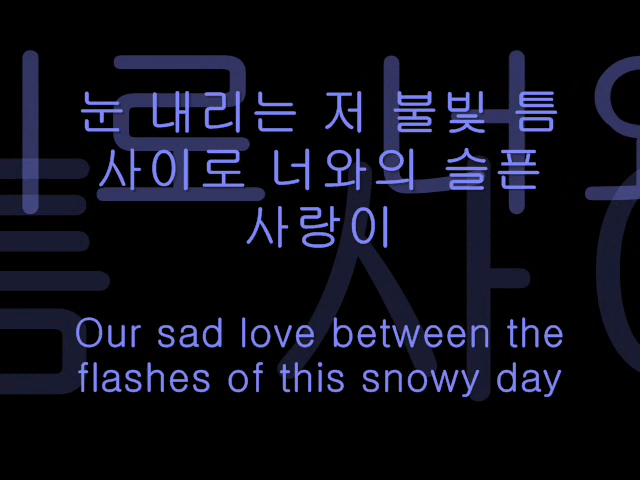 눈 내리는 저 불빛 틈
사이로 너와의 슬픈
사랑이
Our sad love between the
flashes of this snowy day